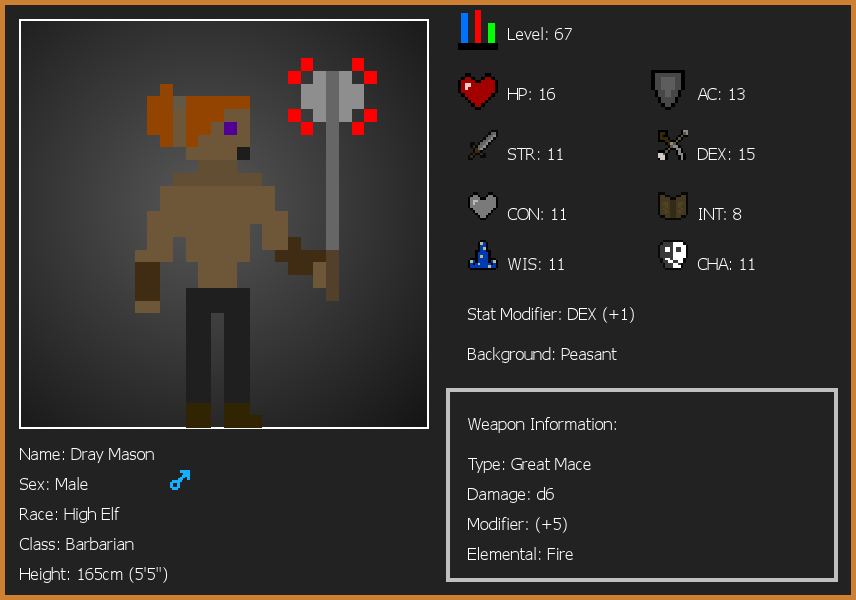 Level: 67
HP: 16
AC: 13
STR: 11
DEX: 15
CON: 11
INT: 8
WIS: 11
CHA: 11
Stat Modifier: DEX (+1)
Background: Peasant
Weapon Information:
Type: Great Mace
Damage: d6
Modifier: (+5)
Elemental: Fire
Name: Dray Mason
Sex: Male
Race: High Elf
Class: Barbarian
Height: 165cm (5'5")